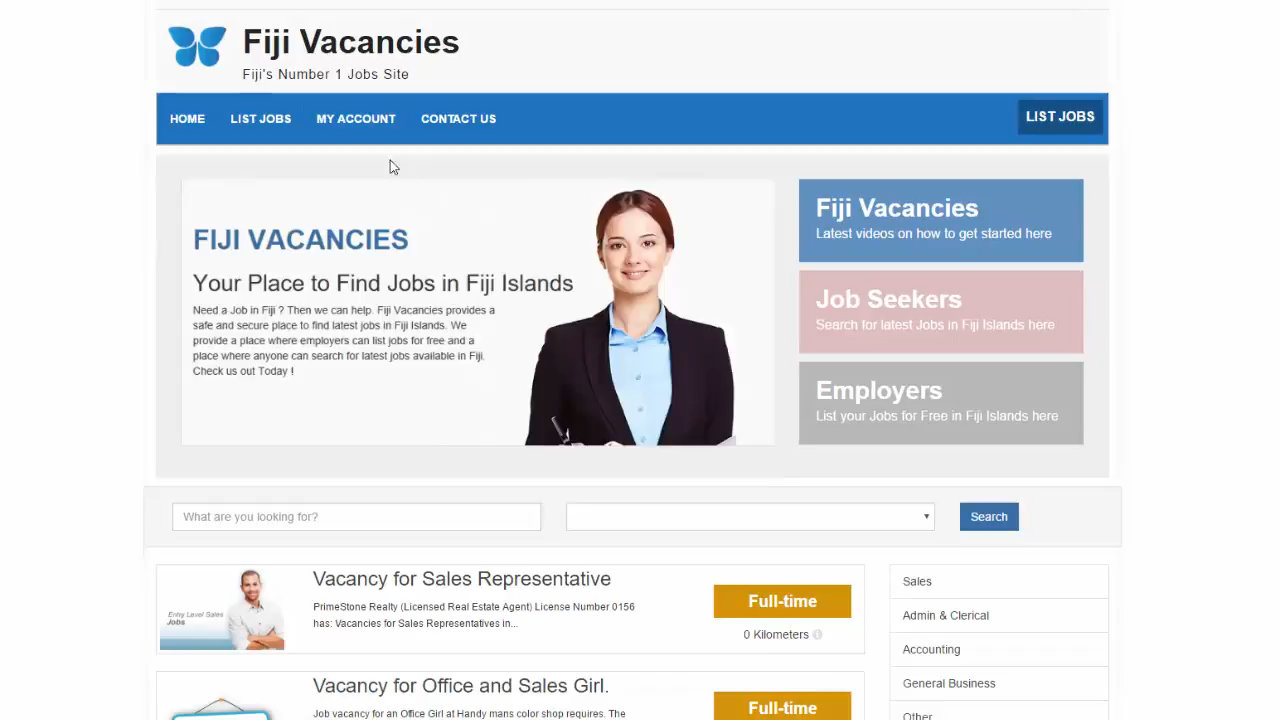 Fiji Vacancies
Fiji's Number 1 Jobs Site
HOME LIST JOBS MY ACCOUNT CONTACT US LIST JOBS
FIJI VACANCIES
Your Place to Find Jobs in Fiji Islands
Need a Job in Fiji ? Then we can help. Fiji Vacancies provides a
safe and secure place to find latest jobs in Fiji Islands. We
provide a place where employers can list jobs for free and a
place where anyone can search for latest jobs available in Fiji.
Check us out Today !
Fiji Vacancies
Latest videos on how to get started here
Job Seekers
Search for latest Jobs in Fiji Islands here
Employers
List your Jobs for Free in Fiji Islands here
What are you looking for? Search
Entry Level Sales
Jobs
Vacancy for Sales Representative
PrimeStone Realty (Licensed Real Estate Agent) License Number 0156
has: Vacancies for Sales Representatives in...
Full-time
0 Kilometers
Vacancy for Office and Sales Girl.
Job vacancy for an Office Girl at Handy mans color shop requires. The
Full-time
Sales
Admin & Clerical
Accounting
General Business
Other